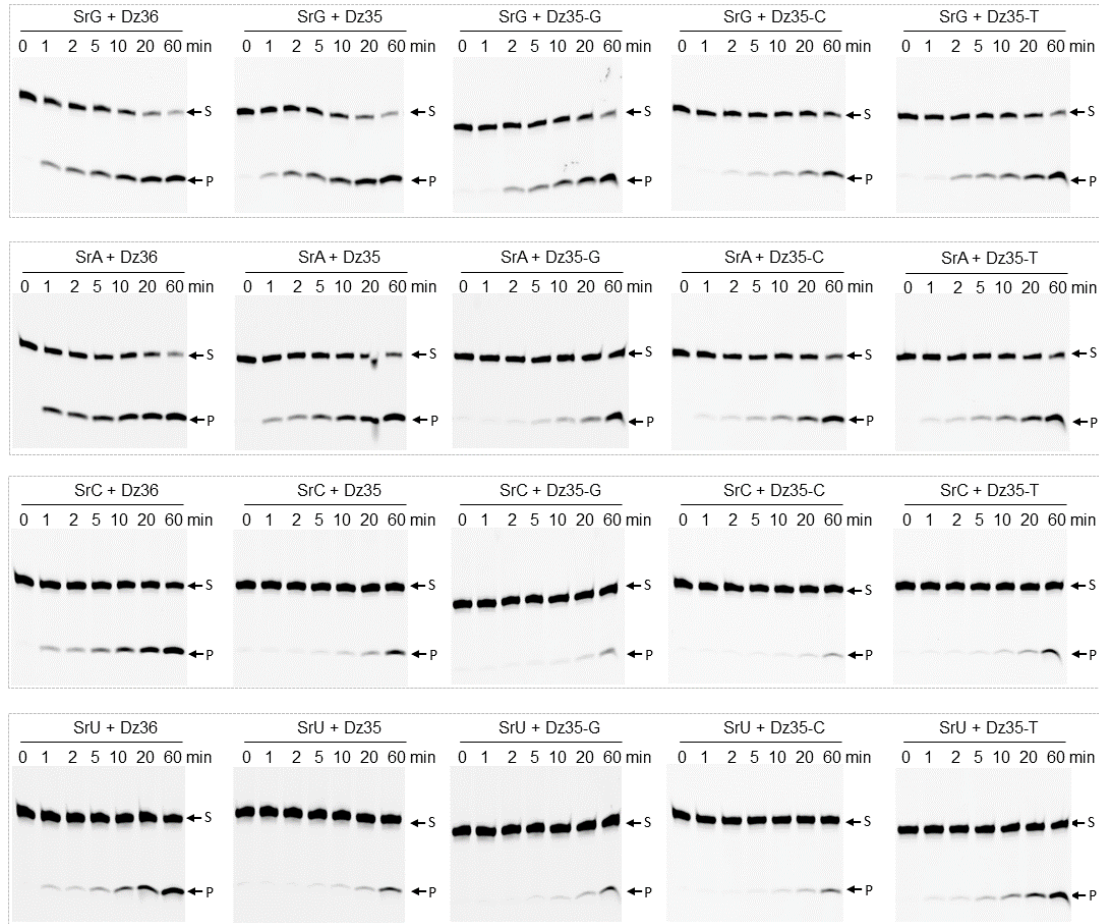 SrG + Dz36 SrG + Dz35 SrG + Dz35-G SrG + Dz35-C SrG + Dz35-T
0 1 2 5 10 20 60 min 0 1 2 5 10 20 60 min 0 1 2 5 10 20 60 min 0 1 2 5 10 20 60 min 0 1 2 5 10 20 60 min
S S S S S
P P P P P
SrA + Dz36 SrA + Dz35 SrA + Dz35-G SrA + Dz35-C SrA + Dz35-T
0 1 2 5 10 20 60 min 0 1 2 5 10 20 60 min 0 1 2 5 10 20 60 min 0 1 2 5 10 20 60 min 0 1 2 5 10 20 60 min
S S S S S
P P P P P
SrC + Dz36 SrC + Dz35 SrC + Dz35-G SrC + Dz35-C SrC + Dz35-T
0 1 2 5 10 20 60 min 0 1 2 5 10 20 60 min 0 1 2 5 10 20 60 min 0 1 2 5 10 20 60 min 0 1 2 5 10 20 60 min
S S S S S
P P P P P
SrU + Dz36 SrU + Dz35 SrU + Dz35-G SrU + Dz35-C SrU + Dz35-T
0 1 2 5 10 20 60 min 0 1 2 5 10 20 60 min 0 1 2 5 10 20 60 min 0 1 2 5 10 20 60 min 0 1 2 5 10 20 60 min
S S S S S
P P P P P